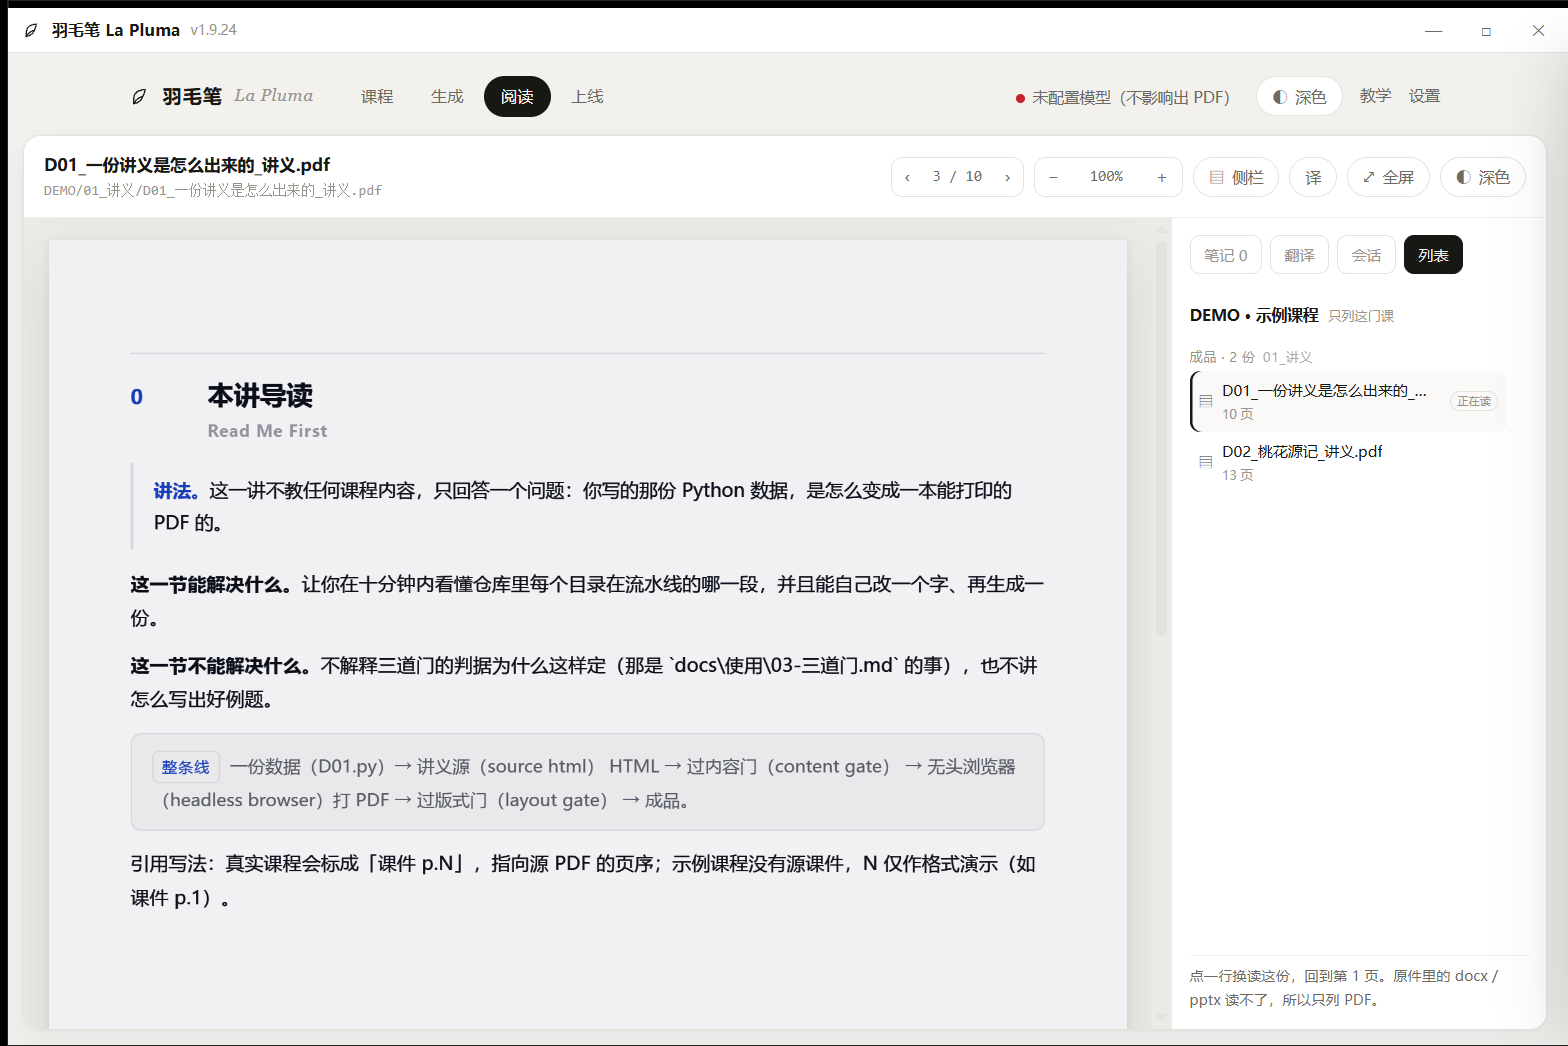 羽毛笔 La Pluma v1.9.24
羽毛笔 La Pluma 课程 生成 阅读 上线 未配置模型（不影响出 PDF） 深色 教学 设置
D01_一份讲义是怎么出来的_讲义.pdf
DEMO/01_讲义/D01_一份讲义是怎么出来的_讲义.pdf
‹ 3 / 10 › − 100% + 侧栏 译 全屏 深色
0 本讲导读
Read Me First
讲法。这一讲不教任何课程内容，只回答一个问题：你写的那份 Python 数据，是怎么变成一本能打印的
PDF 的。
这一节能解决什么。让你在十分钟内看懂仓库里每个目录在流水线的哪一段，并且能自己改一个字、再生成一
份。
这一节不能解决什么。不解释三道门的判据为什么这样定（那是 `docs\使用\03-三道门.md` 的事），也不讲
怎么写出好例题。
整条线 一份数据（D01.py）→ 讲义源（source html） HTML → 过内容门（content gate） → 无头浏览器
（headless browser）打 PDF → 过版式门（layout gate） → 成品。
引用写法：真实课程会标成「课件 p.N」，指向源 PDF 的页序；示例课程没有源课件，N 仅作格式演示（如
课件 p.1）。
笔记 0 翻译 会话 列表
DEMO • 示例课程 只列这门课
成品 · 2 份 01_讲义
D01_一份讲义是怎么出来的_...
10 页
正在读
D02_桃花源记_讲义.pdf
13 页
点一行换读这份，回到第 1 页。原件里的 docx /
pptx 读不了，所以只列 PDF。